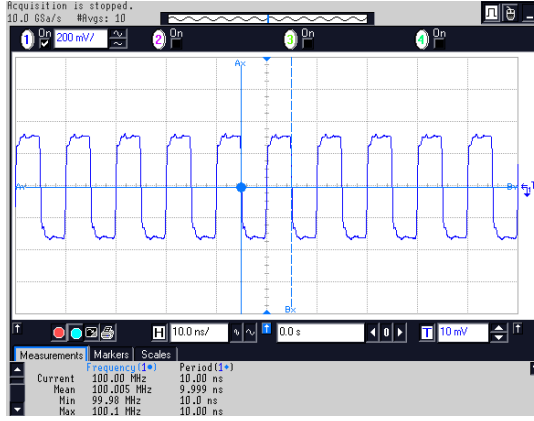 Acquisition is stopped.
10.0 GSa/s #Avgs: 10
1 On 200 mV/ 2 On 3 On 4 On
Ax
Ay By T
Bx
H 10.0 ns/ 0.0 s 0 T 10 mV
Measurements Markers Scales
Frequency(1) Period(1)
Current 100.00 MHz 10.00 ns
Mean 100.005 MHz 9.999 ns
Min 99.98 MHz 10.0 ns
Max 100.1 MHz 10.00 ns